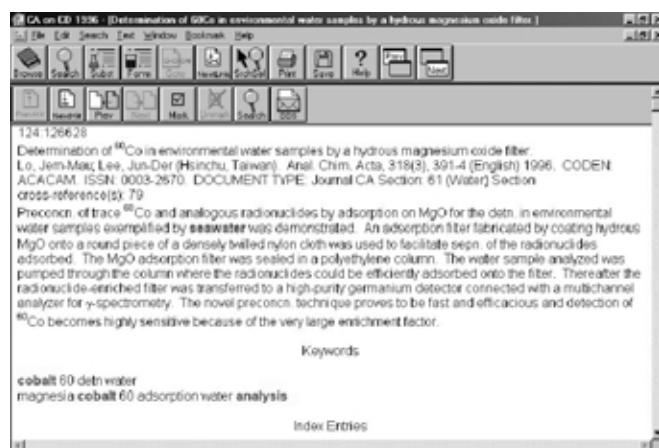 CA on CD 1996 - [Determination of 60Co in environmental water samples by a hydrous magnesium oxide filter.]
File Edit Search Text Window Bookmark Help
Browse Search Subst Form Print Save Help Prev Next
Prev Next Mark Search
124:126628
Determination of 60Co in environmental water samples by a hydrous magnesium oxide filter.
Lo, Jem-Mau; Lee, Jun-Der (Hsinchu, Taiwan). Anal. Chim. Acta, 318(3), 391-4 (English) 1996. CODEN:
ACACAM. ISSN: 0003-2670. DOCUMENT TYPE: Journal CA Section: 61 (Water) Section
cross-reference(s): 79
Preconcn. of trace 60Co and analogous radionuclides by adsorption on MgO for the detn. in environmental
water samples exemplified by seawater was demonstrated. An adsorption filter fabricated by coating hydrous
MgO onto a round piece of a densely twilled nylon cloth was used to facilitate sepn. of the radionuclides
adsorbed. The MgO adsorption filter was sealed in a polyethylene column. The water sample analyzed was
pumped through the column where the radionuclides could be efficiently adsorbed onto the filter. Thereafter the
radionuclide-enriched filter was transferred to a high-purity germanium detector connected with a multichannel
analyzer for γ-spectrometry. The novel preconcn. technique proves to be fast and efficacious and detection of
60Co becomes highly sensitive because of the very large enrichment factor.
Keywords
cobalt 60 detn water
magnesia cobalt 60 adsorption water analysis
Index Entries